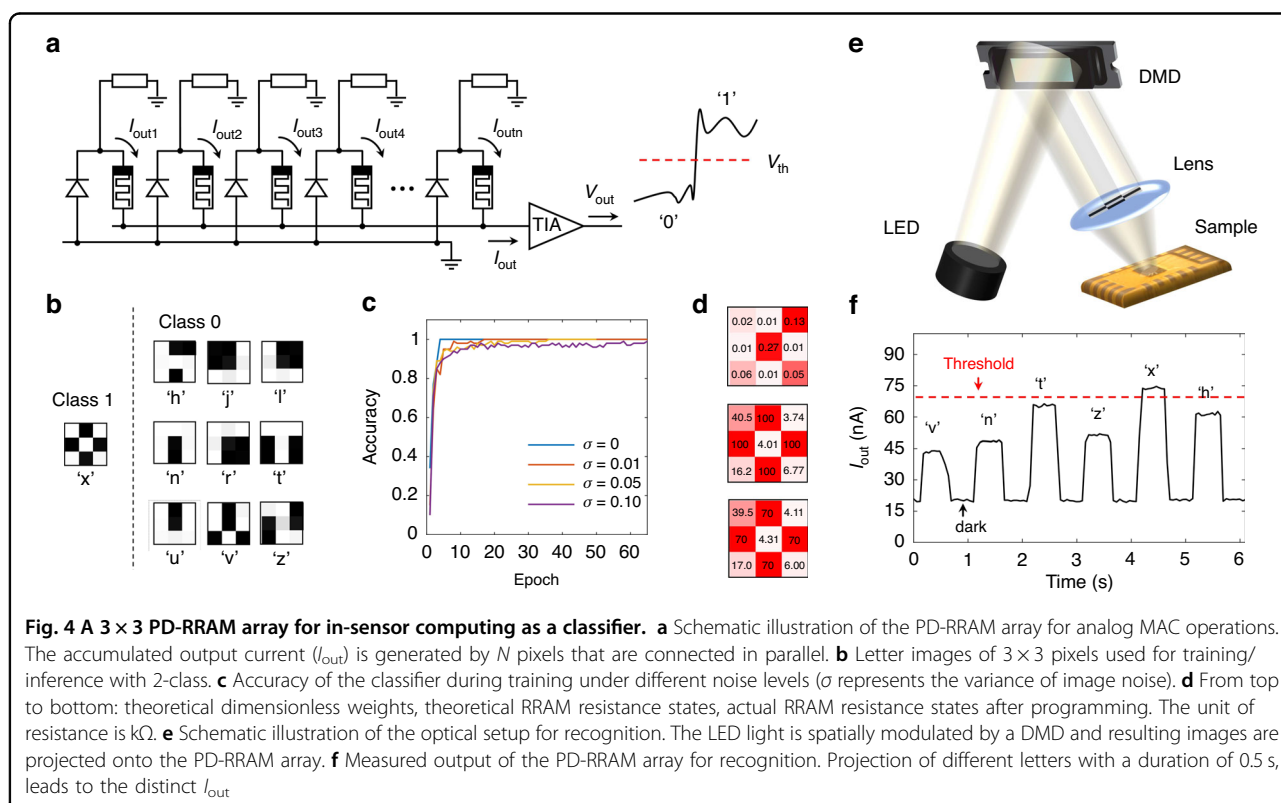 a
I_out1
I_out2
I_out3
I_out4
I_outn
...
TIA
V_out
I_out
'1'
V_th
'0'
e
DMD
Lens
LED
Sample
b
Class 0
Class 1
'x'
'h' 'j' 'l'
'n' 'r' 't'
'u' 'v' 'z'
c
Accuracy
1
0.8
0.6
0.4
0.2
0
σ = 0
σ = 0.01
σ = 0.05
σ = 0.10
0 10 20 30 40 50 60
Epoch
d
0.02 0.01 0.13
0.01 0.27 0.01
0.06 0.01 0.05
40.5 100 3.74
100 4.01 100
16.2 100 6.77
39.5 70 4.11
70 4.31 70
17.0 70 6.00
f
I_out (nA)
90
75
60
45
30
15
0
Threshold
'v'
'n'
't'
'z'
'x'
'h'
dark
0 1 2 3 4 5 6
Time (s)
Fig. 4 A 3 × 3 PD-RRAM array for in-sensor computing as a classifier. a Schematic illustration of the PD-RRAM array for analog MAC operations.
The accumulated output current (I_out) is generated by N pixels that are connected in parallel. b Letter images of 3 × 3 pixels used for training/
inference with 2-class. c Accuracy of the classifier during training under different noise levels (σ represents the variance of image noise). d From top
to bottom: theoretical dimensionless weights, theoretical RRAM resistance states, actual RRAM resistance states after programming. The unit of
resistance is kΩ. e Schematic illustration of the optical setup for recognition. The LED light is spatially modulated by a DMD and resulting images are
projected onto the PD-RRAM array. f Measured output of the PD-RRAM array for recognition. Projection of different letters with a duration of 0.5 s,
leads to the distinct I_out